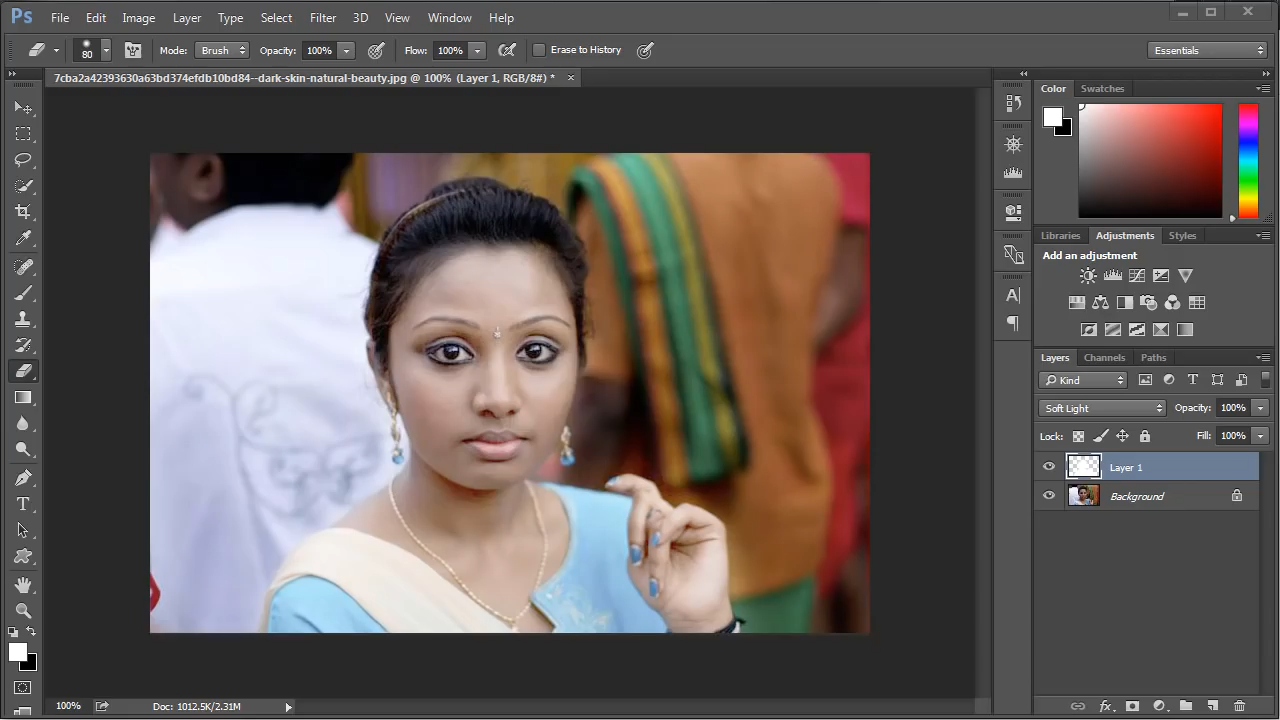 Ps File Edit Image Layer Type Select Filter 3D View Window Help
80 Mode: Brush Opacity: 100% Flow: 100% Erase to History Essentials
7cba2a42393630a63bd374efdb10bd84--dark-skin-natural-beauty.jpg @ 100% (Layer 1, RGB/8#) * ×
Color Swatches
Libraries Adjustments Styles
Add an adjustment
Layers Channels Paths
Kind
Soft Light Opacity: 100%
Lock: Fill: 100%
Layer 1
Background
100% Doc: 1012.5K/2.31M